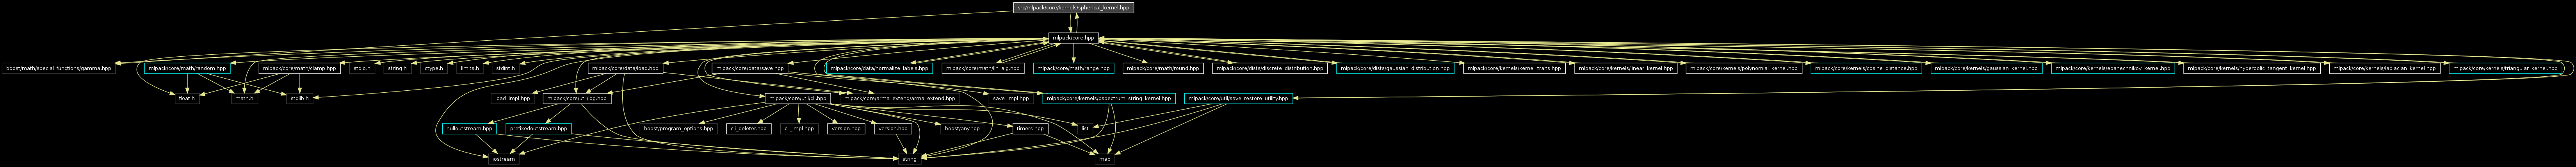 src/mlpack/core/kernels/spherical_kernel.hpp
mlpack/core.hpp
boost/math/special_functions/gamma.hpp
mlpack/core/math/random.hpp
mlpack/core/math/clamp.hpp
stdio.h
string.h
ctype.h
limits.h
stdint.h
mlpack/core/data/load.hpp
mlpack/core/data/save.hpp
mlpack/core/data/normalize_labels.hpp
mlpack/core/math/lin_alg.hpp
mlpack/core/math/range.hpp
mlpack/core/math/round.hpp
mlpack/core/dists/discrete_distribution.hpp
mlpack/core/dists/gaussian_distribution.hpp
mlpack/core/kernels/kernel_traits.hpp
mlpack/core/kernels/linear_kernel.hpp
mlpack/core/kernels/polynomial_kernel.hpp
mlpack/core/kernels/cosine_distance.hpp
mlpack/core/kernels/gaussian_kernel.hpp
mlpack/core/kernels/epanechnikov_kernel.hpp
mlpack/core/kernels/hyperbolic_tangent_kernel.hpp
mlpack/core/kernels/laplacian_kernel.hpp
mlpack/core/kernels/triangular_kernel.hpp
float.h
math.h
stdlib.h
load_impl.hpp
mlpack/core/util/log.hpp
mlpack/core/util/cli.hpp
mlpack/core/arma_extend/arma_extend.hpp
save_impl.hpp
mlpack/core/kernels/pspectrum_string_kernel.hpp
mlpack/core/util/save_restore_utility.hpp
nulloutstream.hpp
prefixedoutstream.hpp
boost/program_options.hpp
cli_deleter.hpp
cli_impl.hpp
version.hpp
version.hpp
boost/any.hpp
timers.hpp
list
iostream
string
map